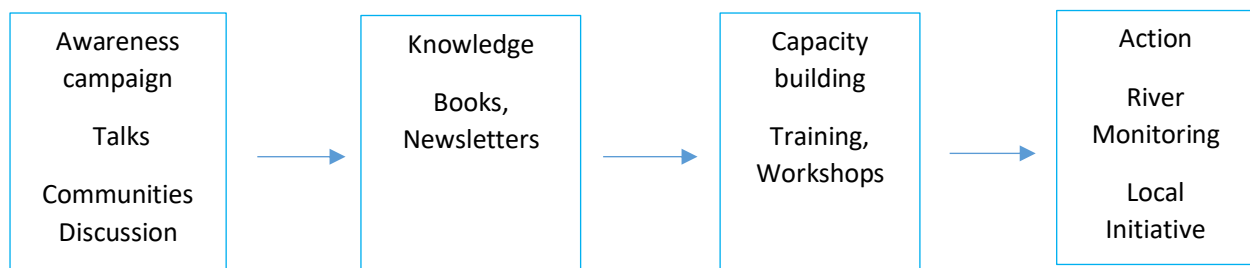 Awareness
campaign
Talks
Communities
Discussion
Knowledge
Books,
Newsletters
Capacity
building
Training,
Workshops
Action
River
Monitoring
Local
Initiative